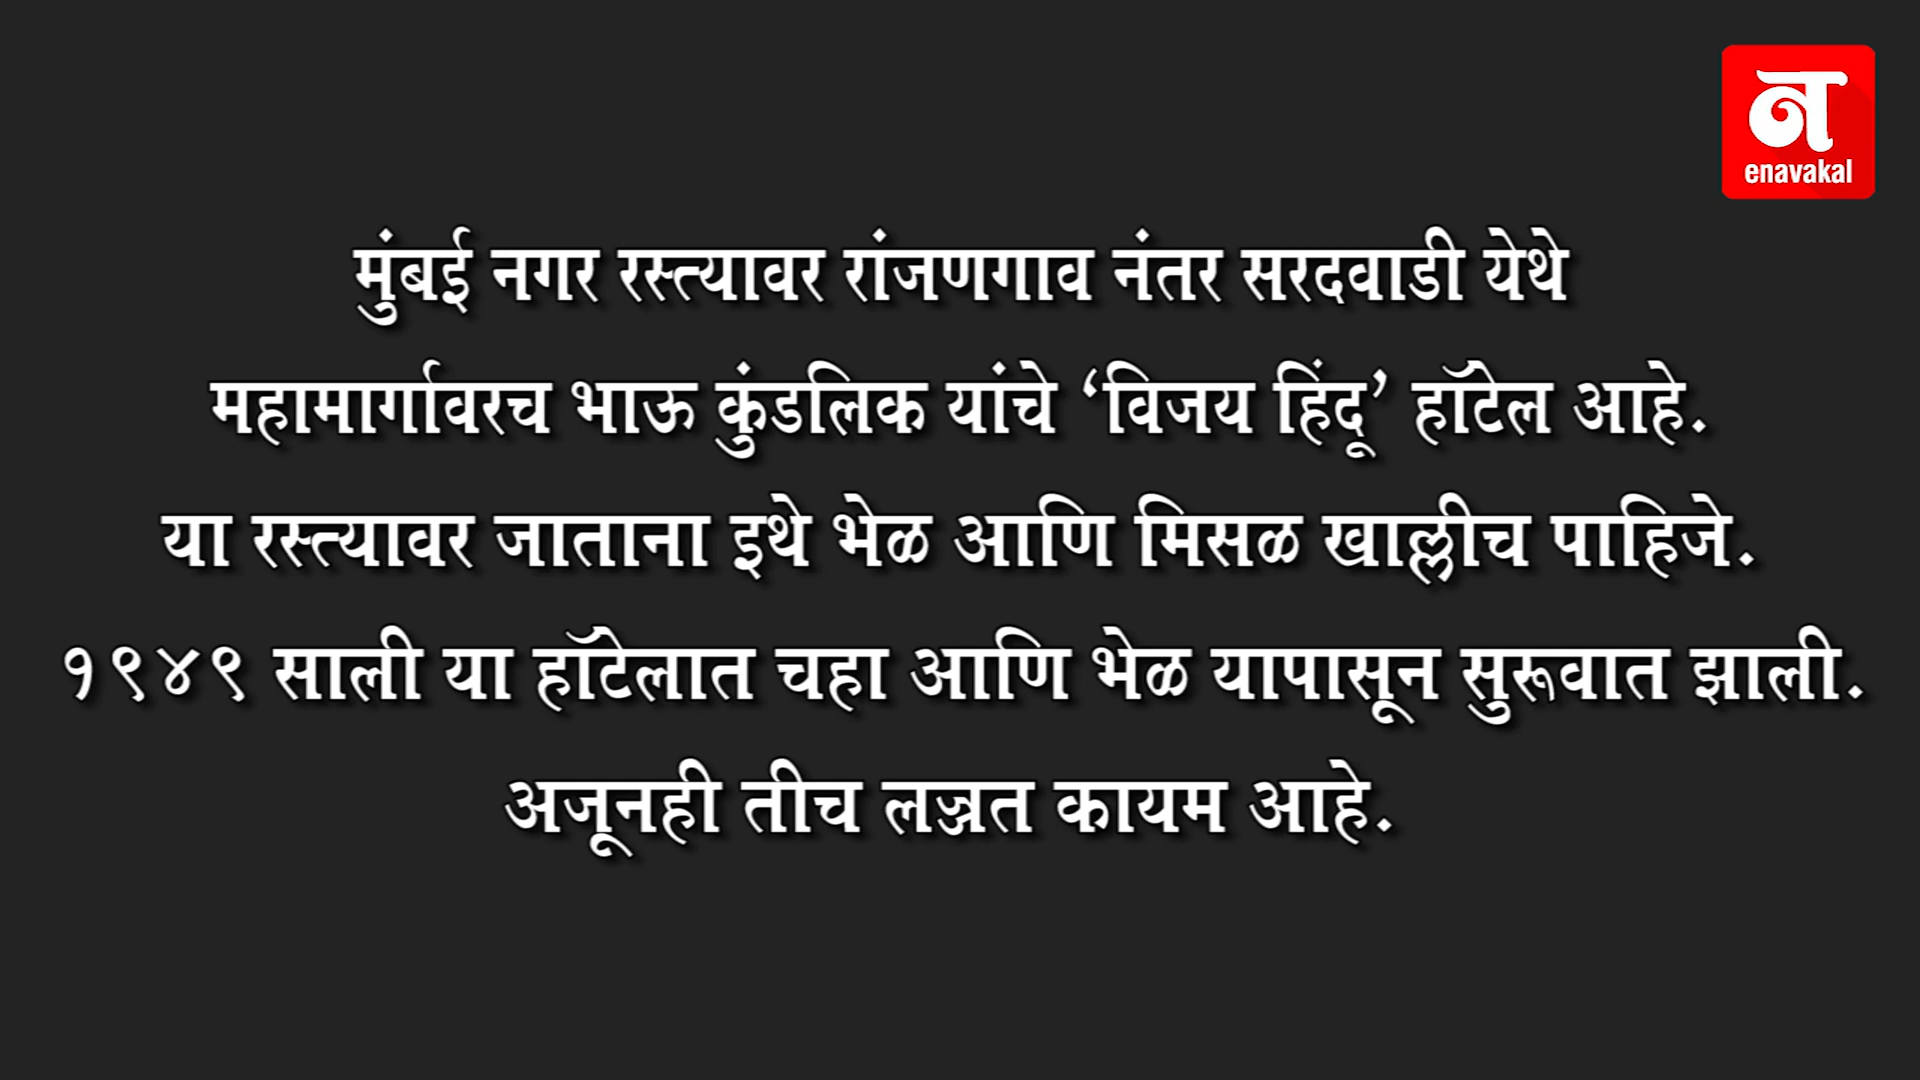 न
enavakal
मुंबई नगर रस्त्यावर रांजणगाव नंतर सरदवाडी येथे
महामार्गावरच भाऊ कुंडलिक यांचे ‘विजय हिंदू’ हॉटेल आहे.
या रस्त्यावर जाताना इथे भेळ आणि मिसळ खाल्लीच पाहिजे.
१९४९ साली या हॉटेलात चहा आणि भेळ यापासून सुरूवात झाली.
अजूनही तीच लज्जत कायम आहे.